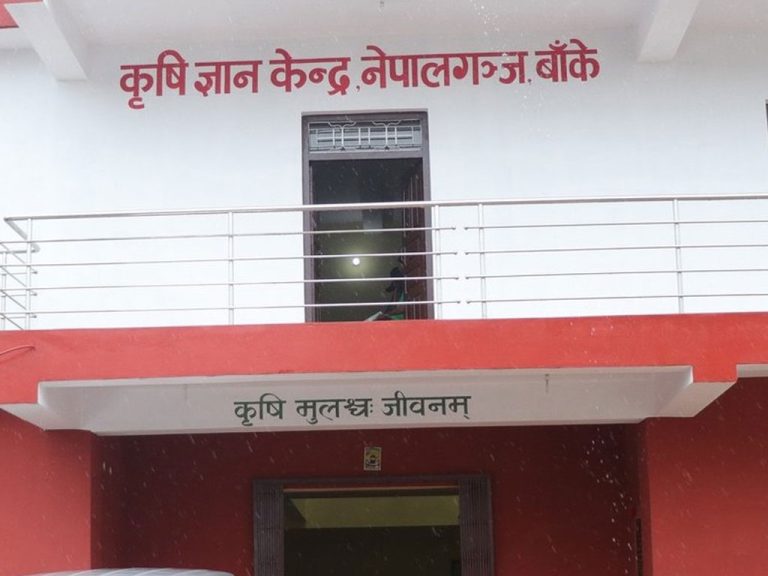 कृषि ज्ञान केन्द्र, नेपालगञ्ज, बाँके
कृषि मुलश्चः जीवनम्